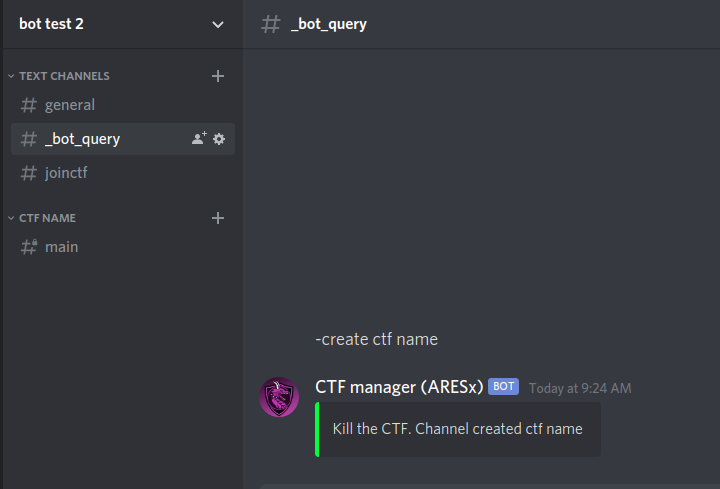 bot test 2
TEXT CHANNELS
general
_bot_query
joinctf
CTF NAME
main
_bot_query
-create ctf name
CTF manager (ARESx) BOT Today at 9:24 AM
Kill the CTF. Channel created ctf name